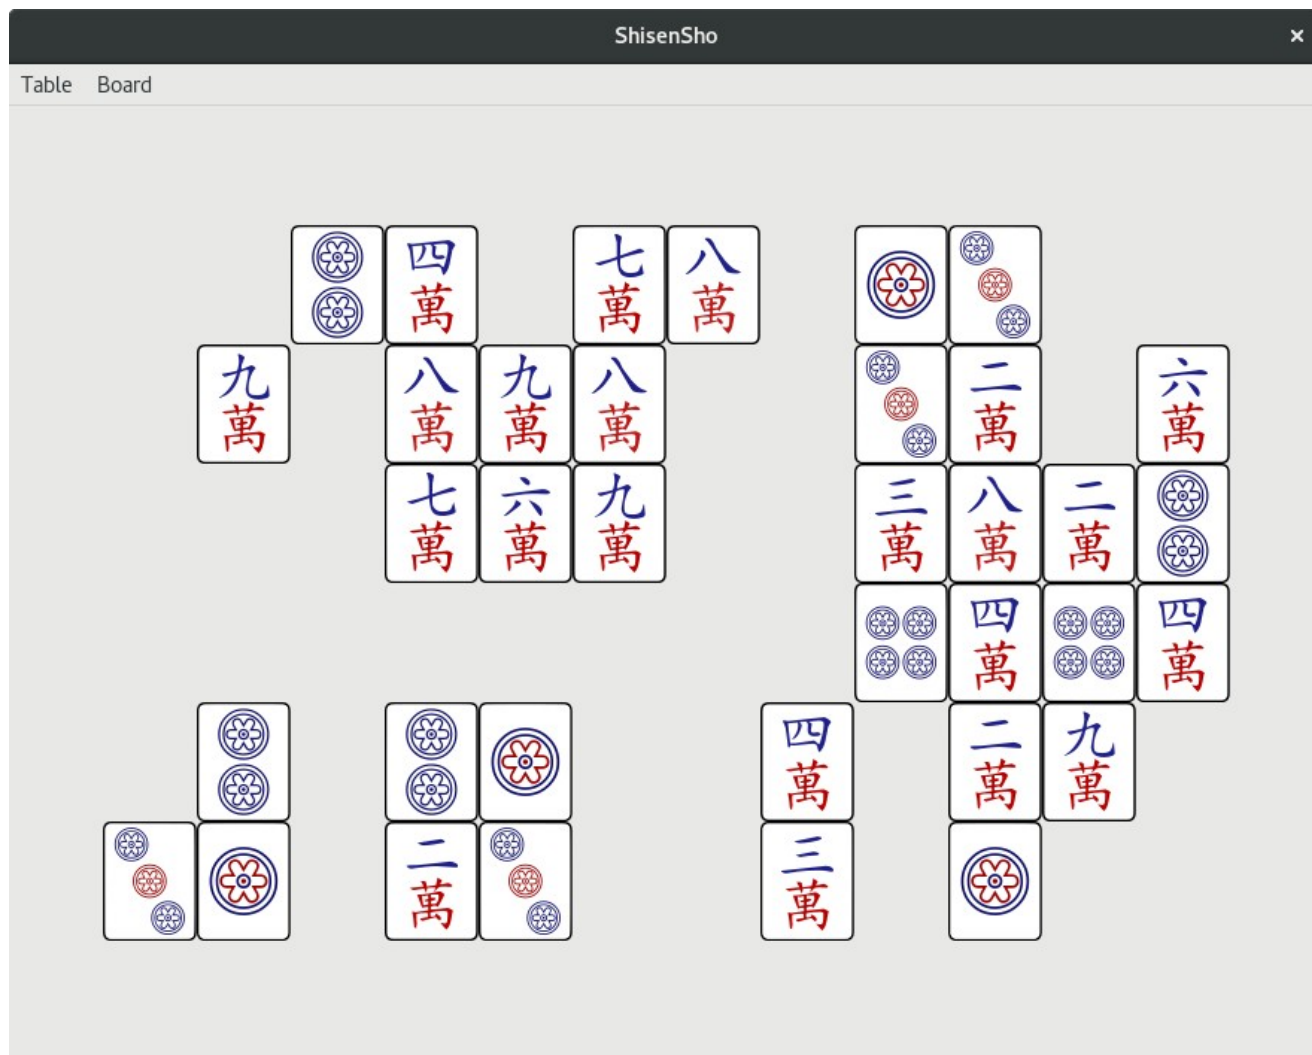 ShisenSho ×
Table Board
四萬 七萬 八萬
九萬 八萬 九萬 八萬 二萬 六萬
七萬 六萬 九萬 三萬 八萬 二萬
四萬 四萬
四萬 二萬 九萬
二萬 三萬